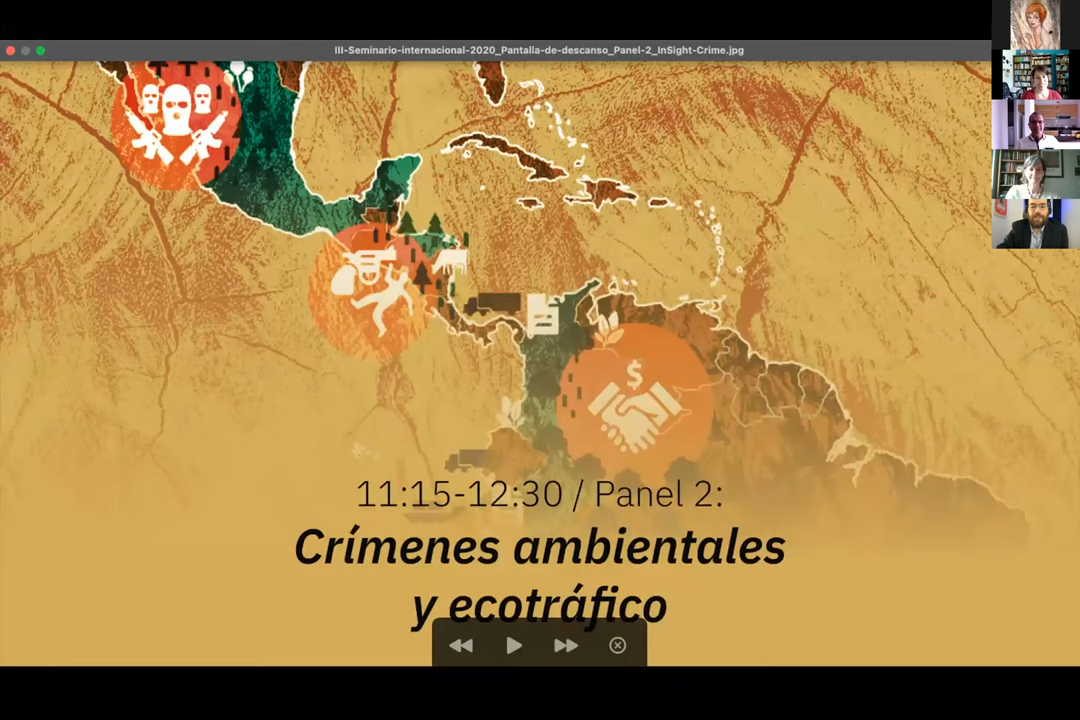 III-Seminario-internacional-2020_Pantalla-de-descanso_Panel-2_InSight-Crime.jpg
$
11:15-12:30 / Panel 2:
Crímenes ambientales
y ecotráfico